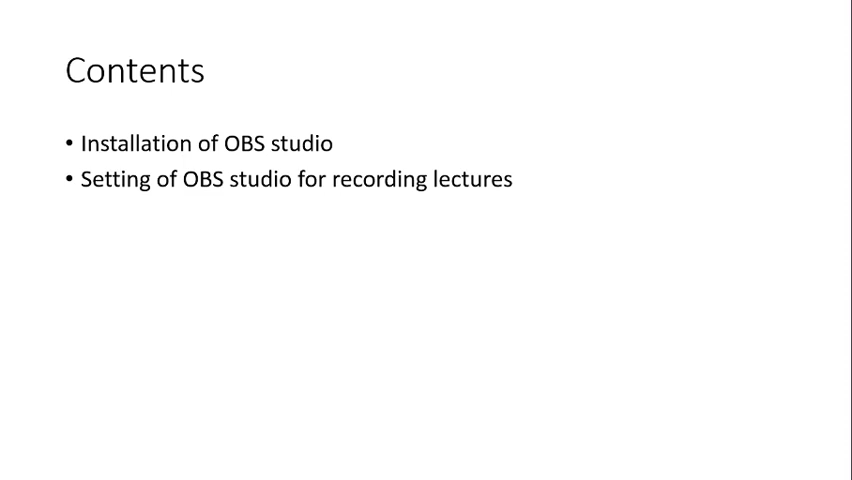 Contents
• Installation of OBS studio
• Setting of OBS studio for recording lectures